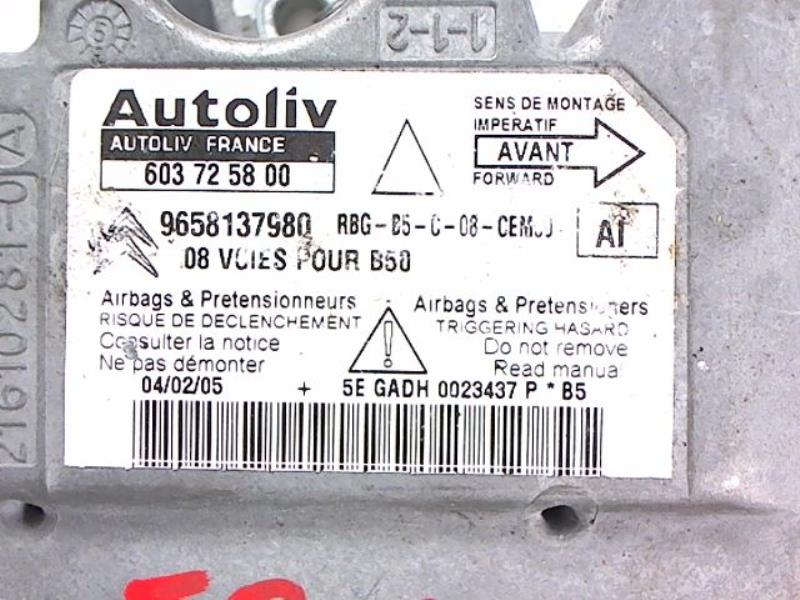 1-1-2
Autoliv
AUTOLIV FRANCE
603 72 58 00
SENS DE MONTAGE
IMPERATIF
AVANT
FORWARD
9658137980
08 VOIES POUR B50
Airbags & Pretensionneurs
RISQUE DE DECLENCHEMENT
Consulter la notice
Ne pas démonter
Airbags & Pretensioners
TRIGGERING HASARD
Do not remove
Read manual
04/02/05 + 5E GADH 0023437 P * B5
21610281-0 A